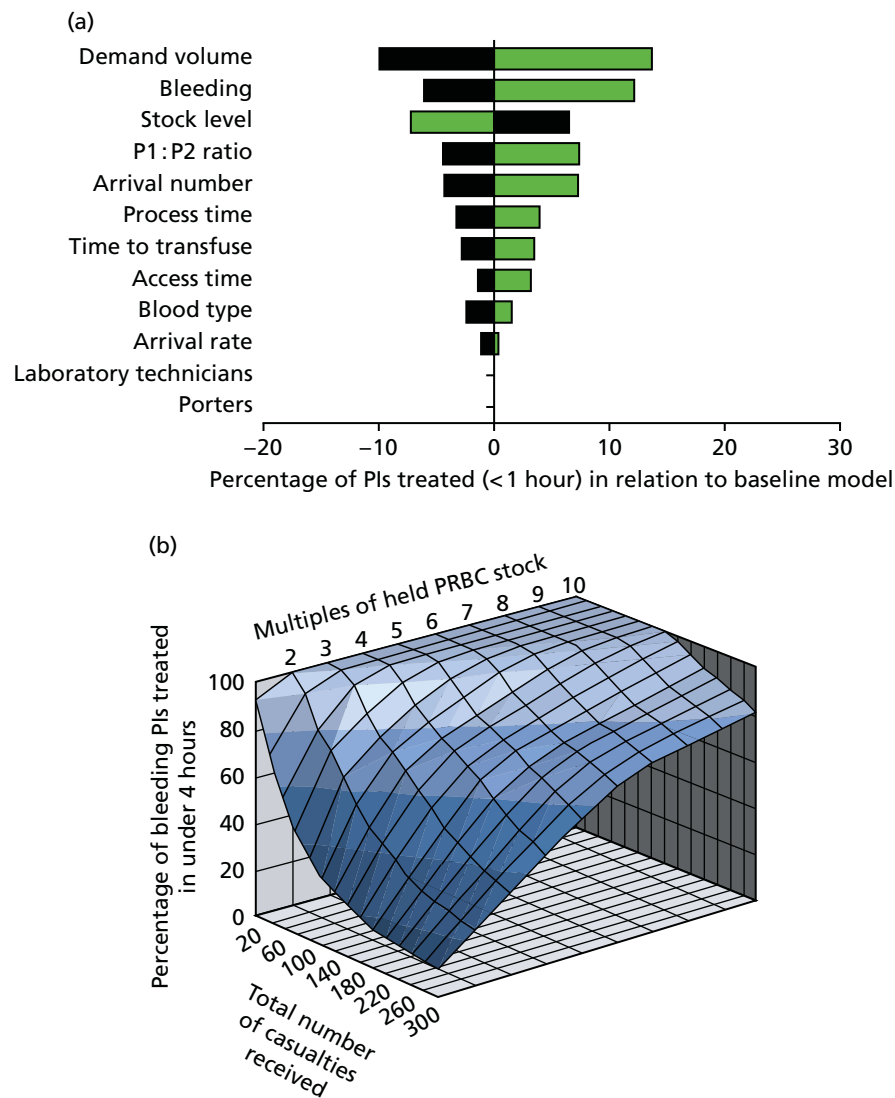 (a)
Demand volume
Bleeding
Stock level
P1:P2 ratio
Arrival number
Process time
Time to transfuse
Access time
Blood type
Arrival rate
Laboratory technicians
Porters
−20 −10 0 10 20 30
Percentage of PIs treated (<1 hour) in relation to baseline model
(b)
Multiples of held PRBC stock
2 3 4 5 6 7 8 9 10
Percentage of bleeding PIs treated
in under 4 hours
100
80
60
40
20
0
20
60
100
140
180
220
260
300
Total number
of casualties
received